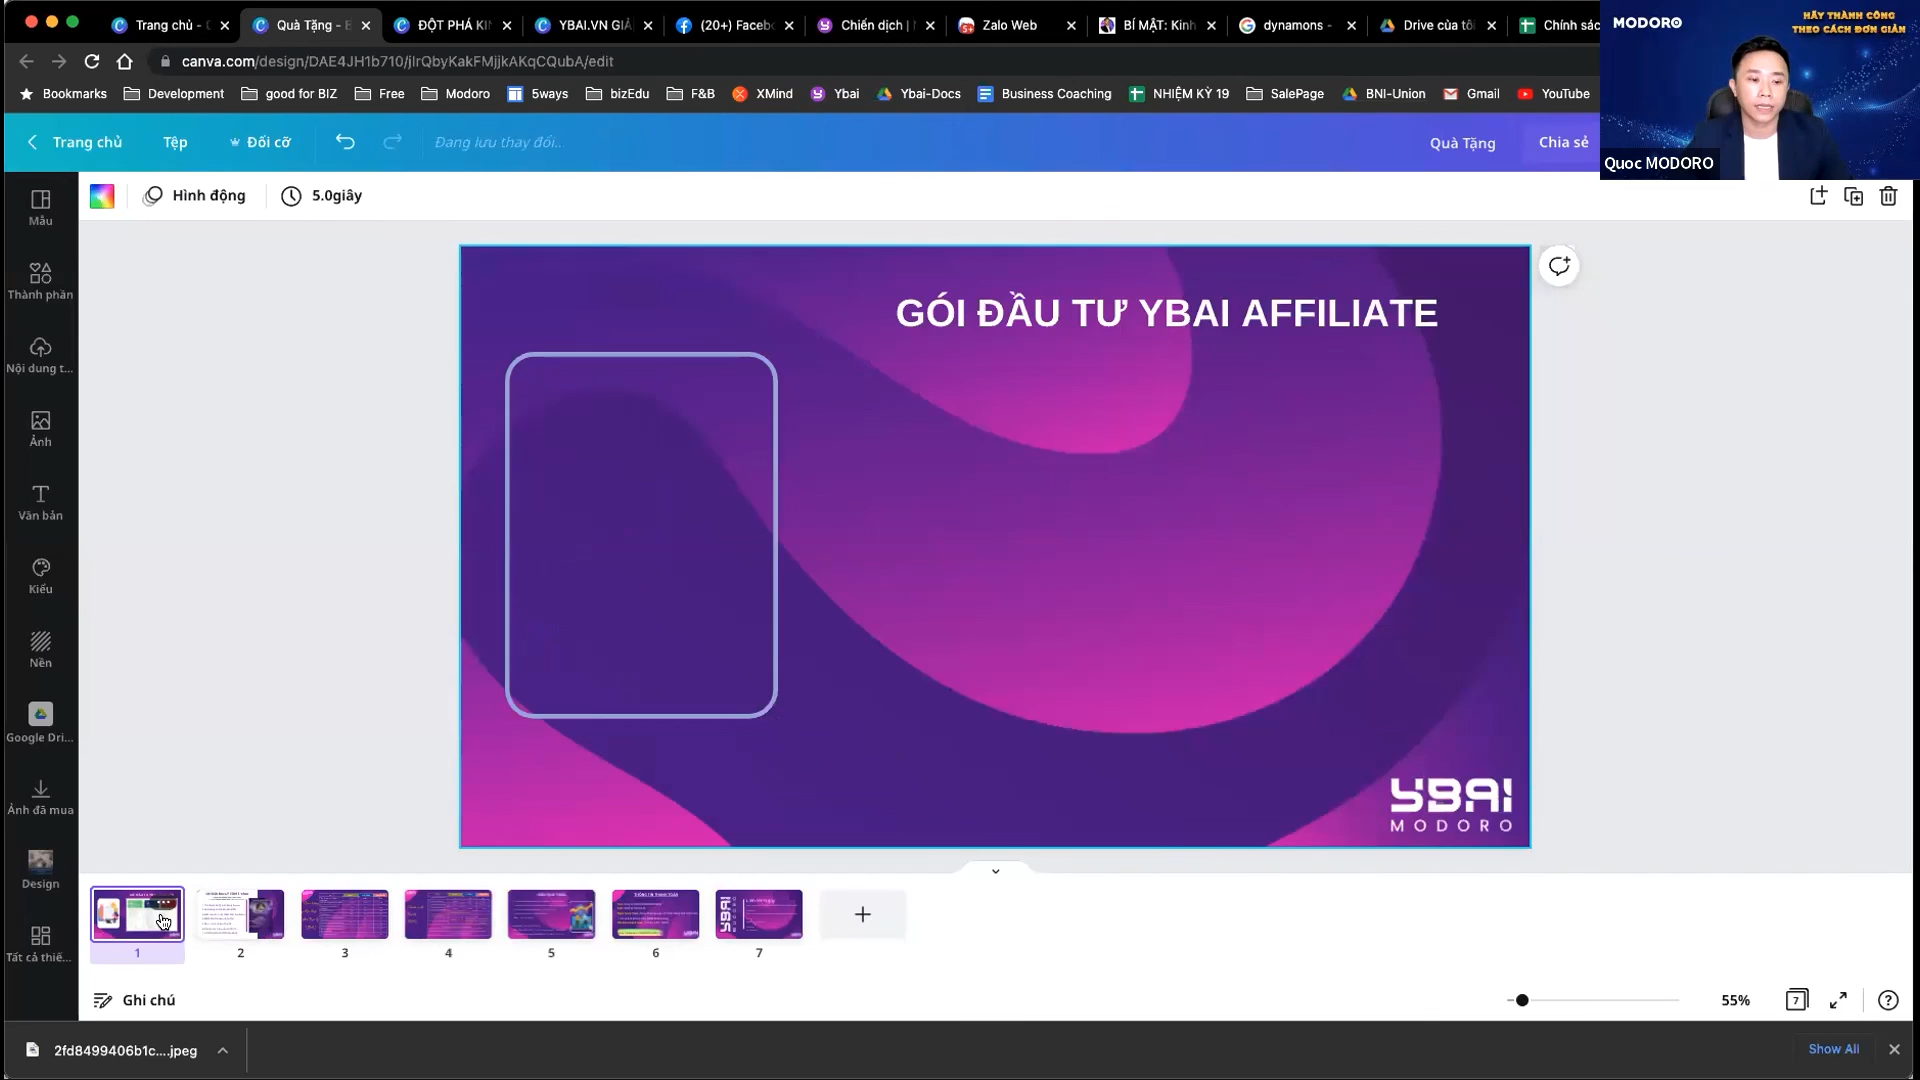 Trang chủ - C
Quà Tặng - E
ĐỘT PHÁ KI
YBAI.VN GIẢ
(20+) Faceb
Chiến dịch | 
Zalo Web
BÍ MẬT: Kinh
dynamons -
Drive của tôi
Chính sác
canva.com/design/DAE4JH1b710/jIrQbyKakFMjjkAKqCQubA/edit
Bookmarks
Development
good for BIZ
Free
Modoro
5ways
bizEdu
F&B
XMind
Ybai
Ybai-Docs
Business Coaching
NHIỆM KỲ 19
SalePage
BNI-Union
Gmail
YouTube
MODORO
HÃY THÀNH CÔNG
THEO CÁCH ĐƠN GIẢN
Quoc MODORO
Trang chủ
Tệp
Đổi cỡ
Đang lưu thay đổi...
Quà Tặng
Chia sẻ
Hình động
5.0giây
Mẫu
Thành phần
Nội dung t...
Ảnh
Văn bản
Kiểu
Nền
Google Dri...
Ảnh đã mua
Design
Tất cả thiế...
GÓI ĐẦU TƯ YBAI AFFILIATE
YBAI
MODORO
1
2
3
4
5
6
7
Ghi chú
55%
7
2fd8499406b1c....jpeg
Show All